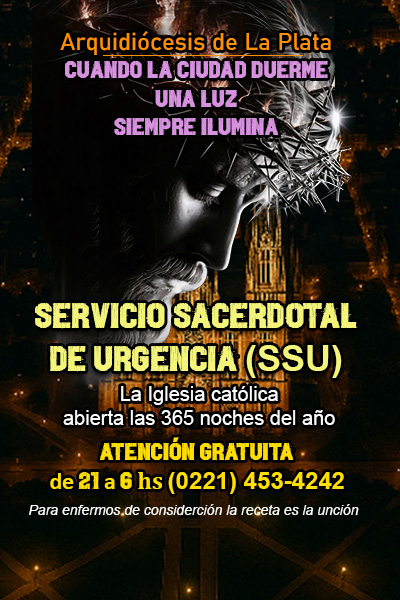 Arquidiócesis de La Plata
CUANDO LA CIUDAD DUERME
UNA LUZ
SIEMPRE ILUMINA
SERVICIO SACERDOTAL
DE URGENCIA (SSU)
La Iglesia católica
abierta las 365 noches del año
ATENCIÓN GRATUITA
de 21 a 6 hs (0221) 453-4242
Para enfermos de considerción la receta es la unción